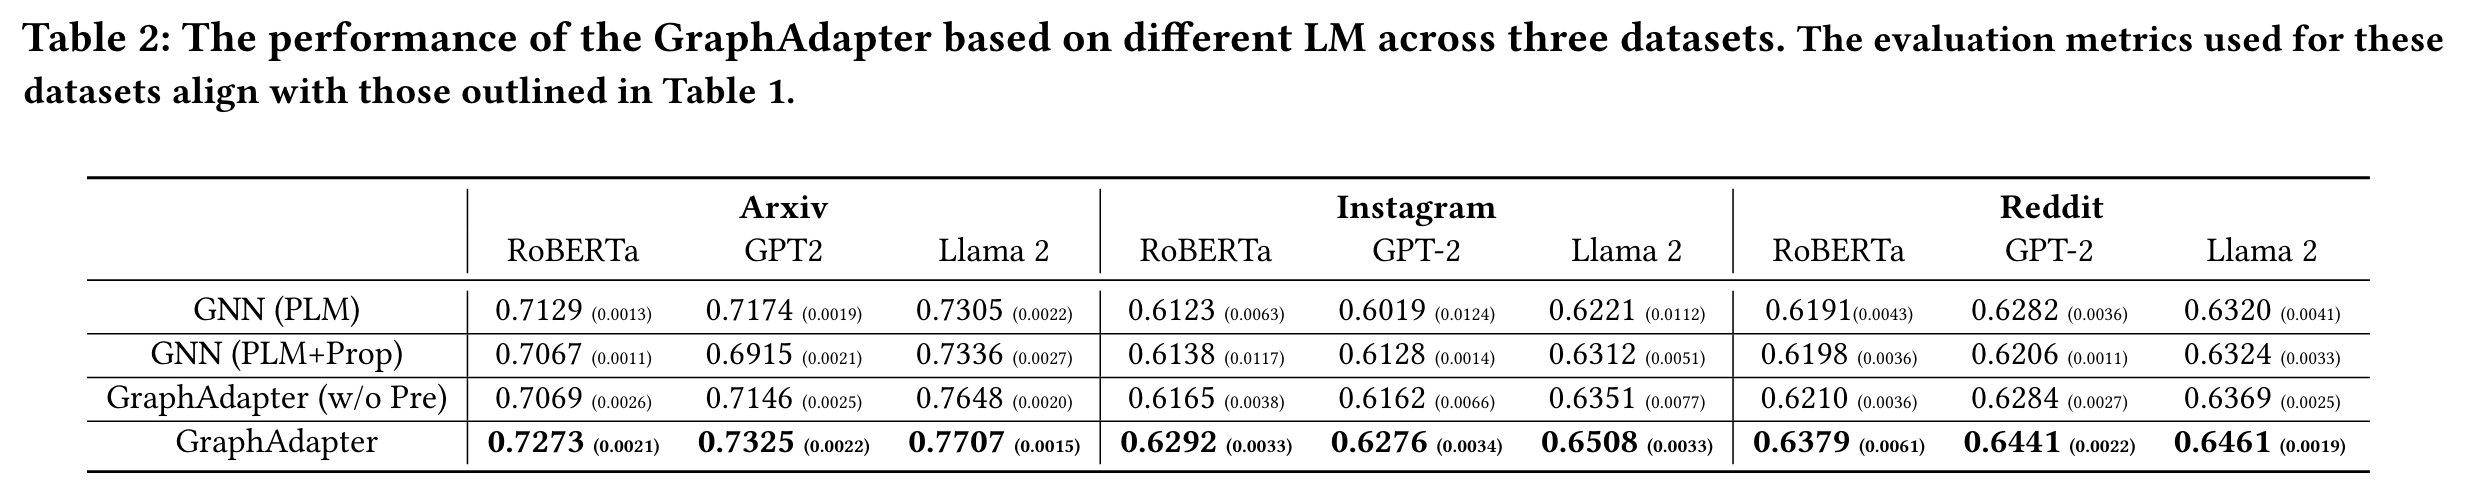 Table 2: The performance of the GraphAdapter based on different LM across three datasets. The evaluation metrics used for these
datasets align with those outlined in Table 1.
Arxiv Instagram Reddit
RoBERTa GPT2 Llama 2 RoBERTa GPT-2 Llama 2 RoBERTa GPT-2 Llama 2
GNN (PLM) 0.7129 (0.0013) 0.7174 (0.0019) 0.7305 (0.0022) 0.6123 (0.0063) 0.6019 (0.0124) 0.6221 (0.0112) 0.6191(0.0043) 0.6282 (0.0036) 0.6320 (0.0041)
GNN (PLM+Prop) 0.7067 (0.0011) 0.6915 (0.0021) 0.7336 (0.0027) 0.6138 (0.0117) 0.6128 (0.0014) 0.6312 (0.0051) 0.6198 (0.0036) 0.6206 (0.0011) 0.6324 (0.0033)
GraphAdapter (w/o Pre) 0.7069 (0.0026) 0.7146 (0.0025) 0.7648 (0.0020) 0.6165 (0.0038) 0.6162 (0.0066) 0.6351 (0.0077) 0.6210 (0.0036) 0.6284 (0.0027) 0.6369 (0.0025)
GraphAdapter 0.7273 (0.0021) 0.7325 (0.0022) 0.7707 (0.0015) 0.6292 (0.0033) 0.6276 (0.0034) 0.6508 (0.0033) 0.6379 (0.0061) 0.6441 (0.0022) 0.6461 (0.0019)